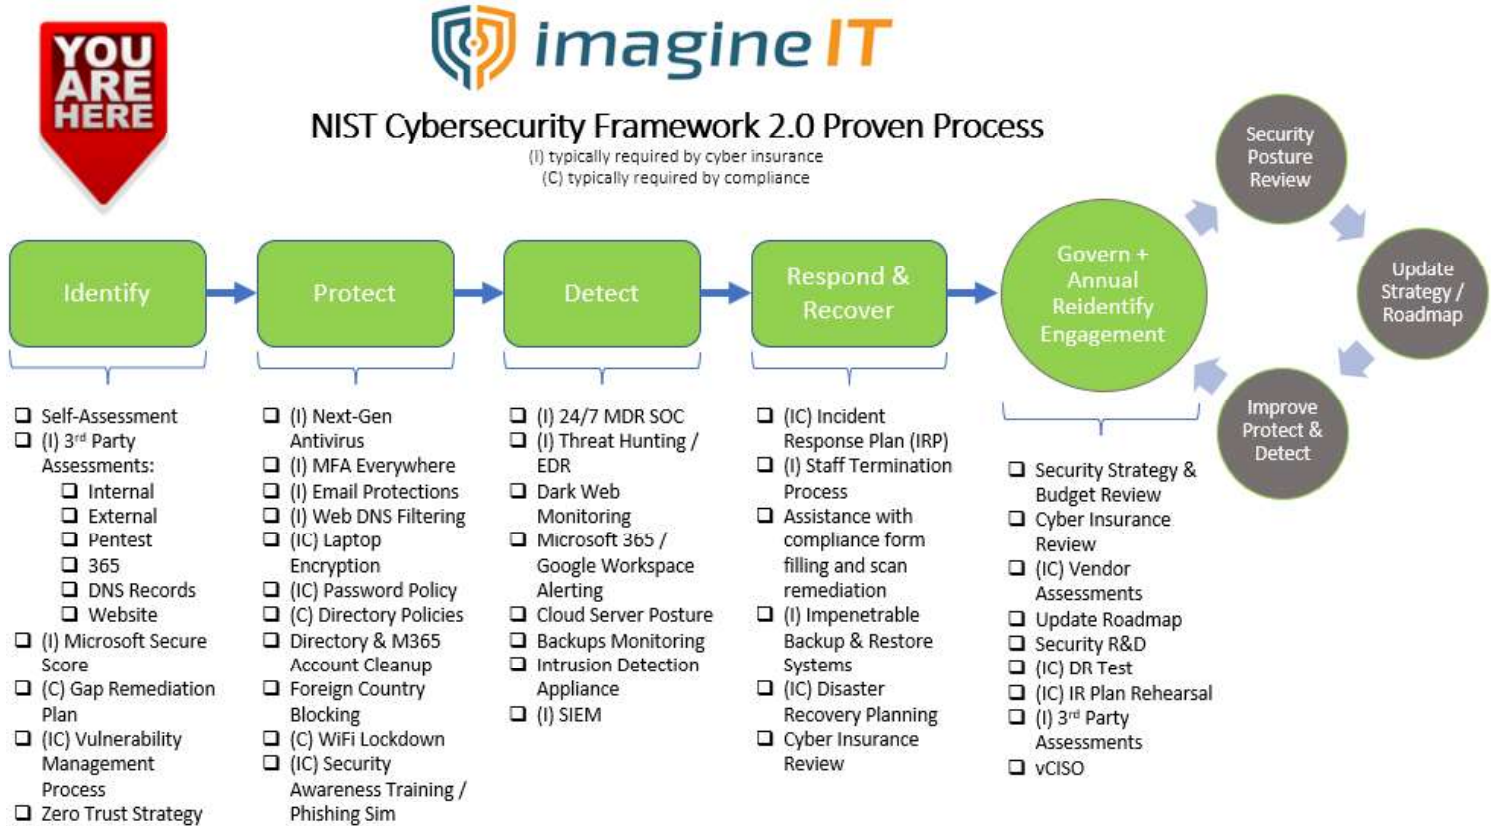 YOU
ARE
HERE
imagine IT
NIST Cybersecurity Framework 2.0 Proven Process
(I) typically required by cyber insurance
(C) typically required by compliance
Identify
Self-Assessment
(I) 3rd Party
Assessments:
Internal
External
Pentest
365
DNS Records
Website
(I) Microsoft Secure
Score
(C) Gap Remediation
Plan
(IC) Vulnerability
Management
Process
Zero Trust Strategy
Protect
(I) Next-Gen
Antivirus
(I) MFA Everywhere
(I) Email Protections
(I) Web DNS Filtering
(IC) Laptop
Encryption
(IC) Password Policy
(C) Directory Policies
Directory & M365
Account Cleanup
Foreign Country
Blocking
(C) WiFi Lockdown
(IC) Security
Awareness Training /
Phishing Sim
Detect
(I) 24/7 MDR SOC
(I) Threat Hunting /
EDR
Dark Web
Monitoring
Microsoft 365 /
Google Workspace
Alerting
Cloud Server Posture
Backups Monitoring
Intrusion Detection
Appliance
(I) SIEM
Respond &
Recover
(IC) Incident
Response Plan (IRP)
(I) Staff Termination
Process
Assistance with
compliance form
filling and scan
remediation
(I) Impenetrable
Backup & Restore
Systems
(IC) Disaster
Recovery Planning
Cyber Insurance
Review
Govern +
Annual
Reidentify
Engagement
Security Strategy &
Budget Review
Cyber Insurance
Review
(IC) Vendor
Assessments
Update Roadmap
Security R&D
(IC) DR Test
(IC) IR Plan Rehearsal
(I) 3rd Party
Assessments
vCISO
Security
Posture
Review
Update
Strategy /
Roadmap
Improve
Protect &
Detect